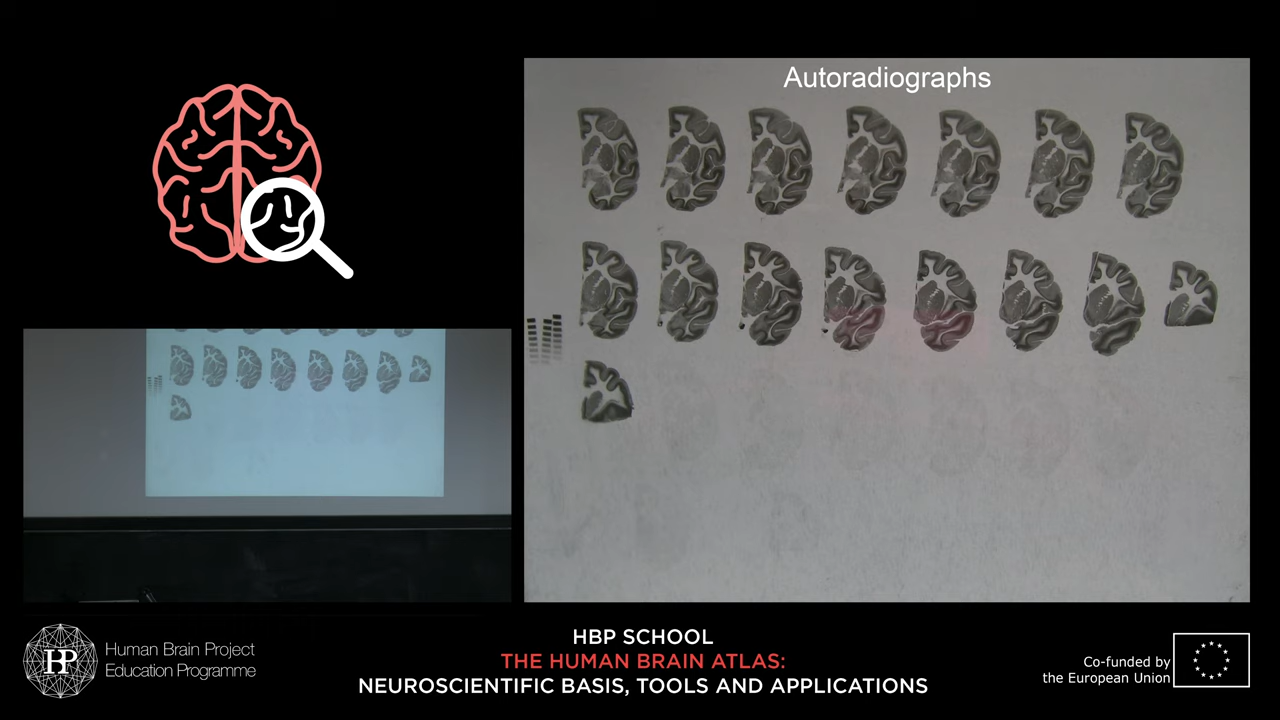 Autoradiographs
HBP
Human Brain Project
Education Programme
HBP SCHOOL
THE HUMAN BRAIN ATLAS:
NEUROSCIENTIFIC BASIS, TOOLS AND APPLICATIONS
Co-funded by
the European Union